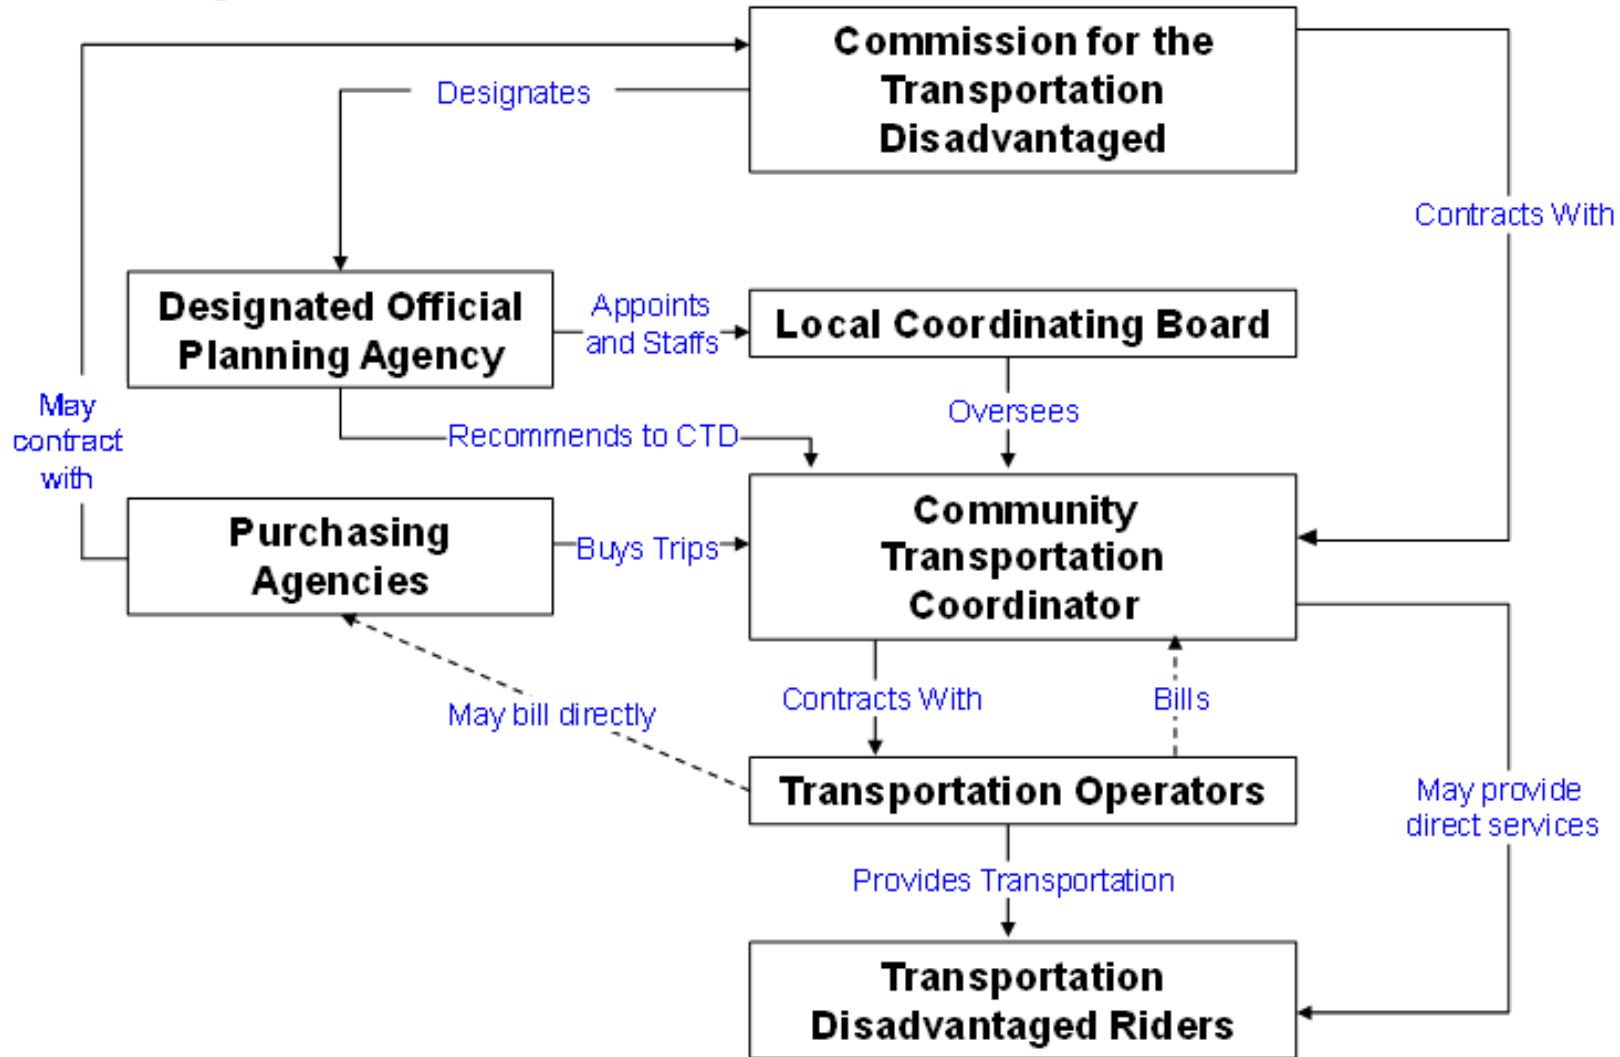 Commission for the
Transportation
Disadvantaged
Designates
Contracts With
Designated Official
Planning Agency
Appoints
and Staffs
Local Coordinating Board
May
contract
with
Recommends to CTD
Oversees
Purchasing
Agencies
Buys Trips
Community
Transportation
Coordinator
May bill directly
Contracts With
Bills
Transportation Operators
May provide
direct services
Provides Transportation
Transportation
Disadvantaged Riders